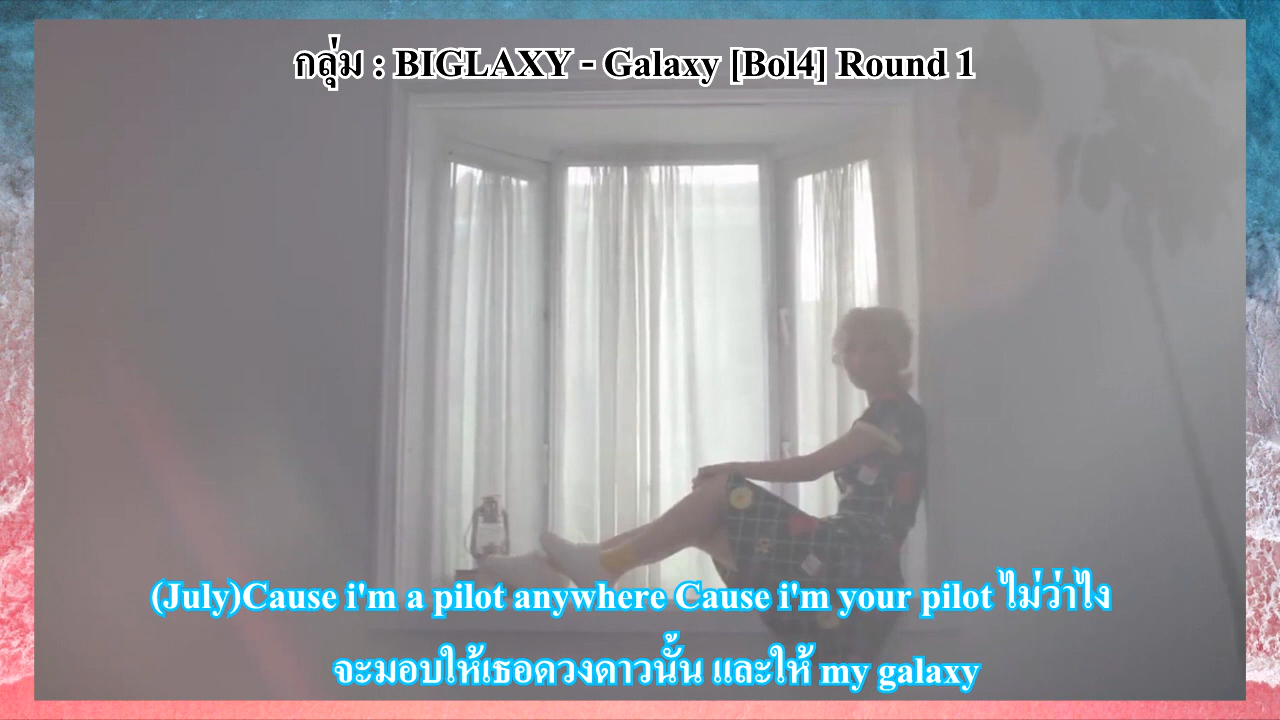 กลุ่ม : BIGLAXY - Galaxy [Bol4] Round 1
(July)Cause i'm a pilot anywhere Cause i'm your pilot ไม่ว่าไง
จะมอบให้เธอดวงดาวนั้น และให้ my galaxy